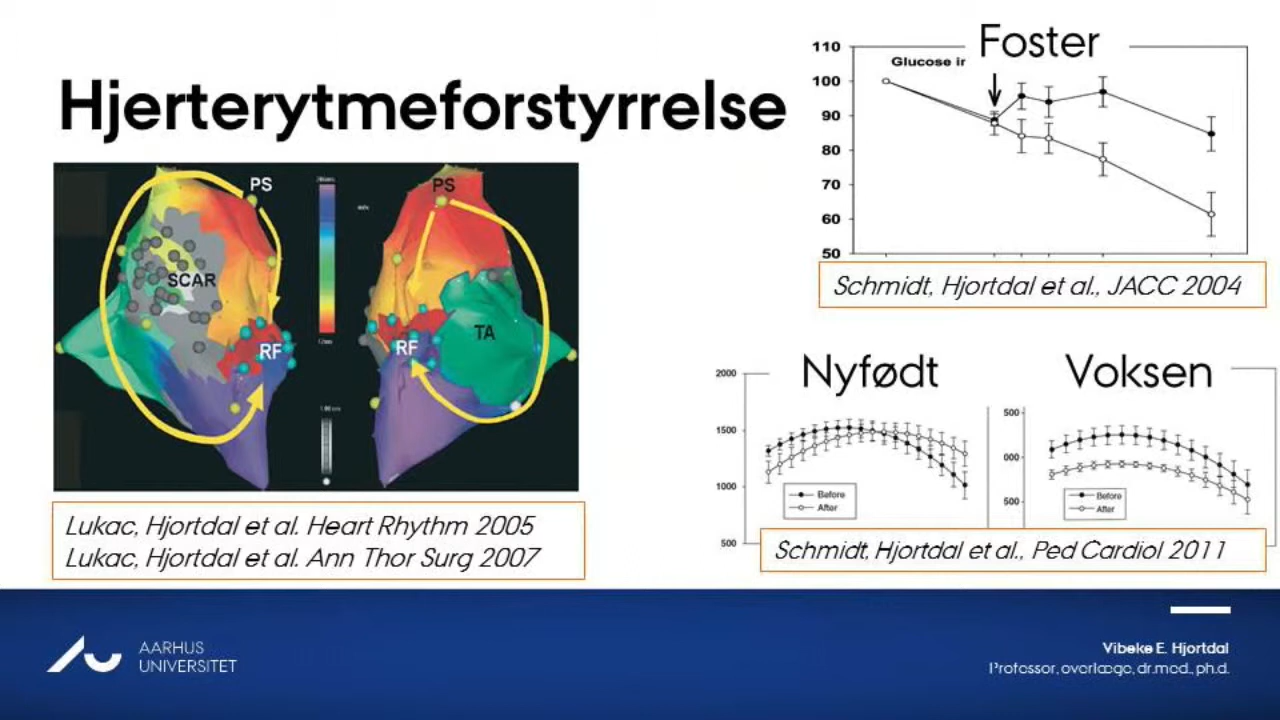 Hjerterytmeforstyrrelse
PS
SCAR
RF
PS
TA
RF
Lukac, Hjortdal et al. Heart Rhythm 2005
Lukac, Hjortdal et al. Ann Thor Surg 2007
Foster
Glucose ir
110
100
90
80
70
60
50
Schmidt, Hjortdal et al., JACC 2004
Nyfødt
2000
1500
1000
500
Before
After
Voksen
500
000
500
Before
After
Schmidt, Hjortdal et al., Ped Cardiol 2011
AARHUS
UNIVERSITET
Vibeke E. Hjortdal
Professor, overlæge, dr.med., ph.d.